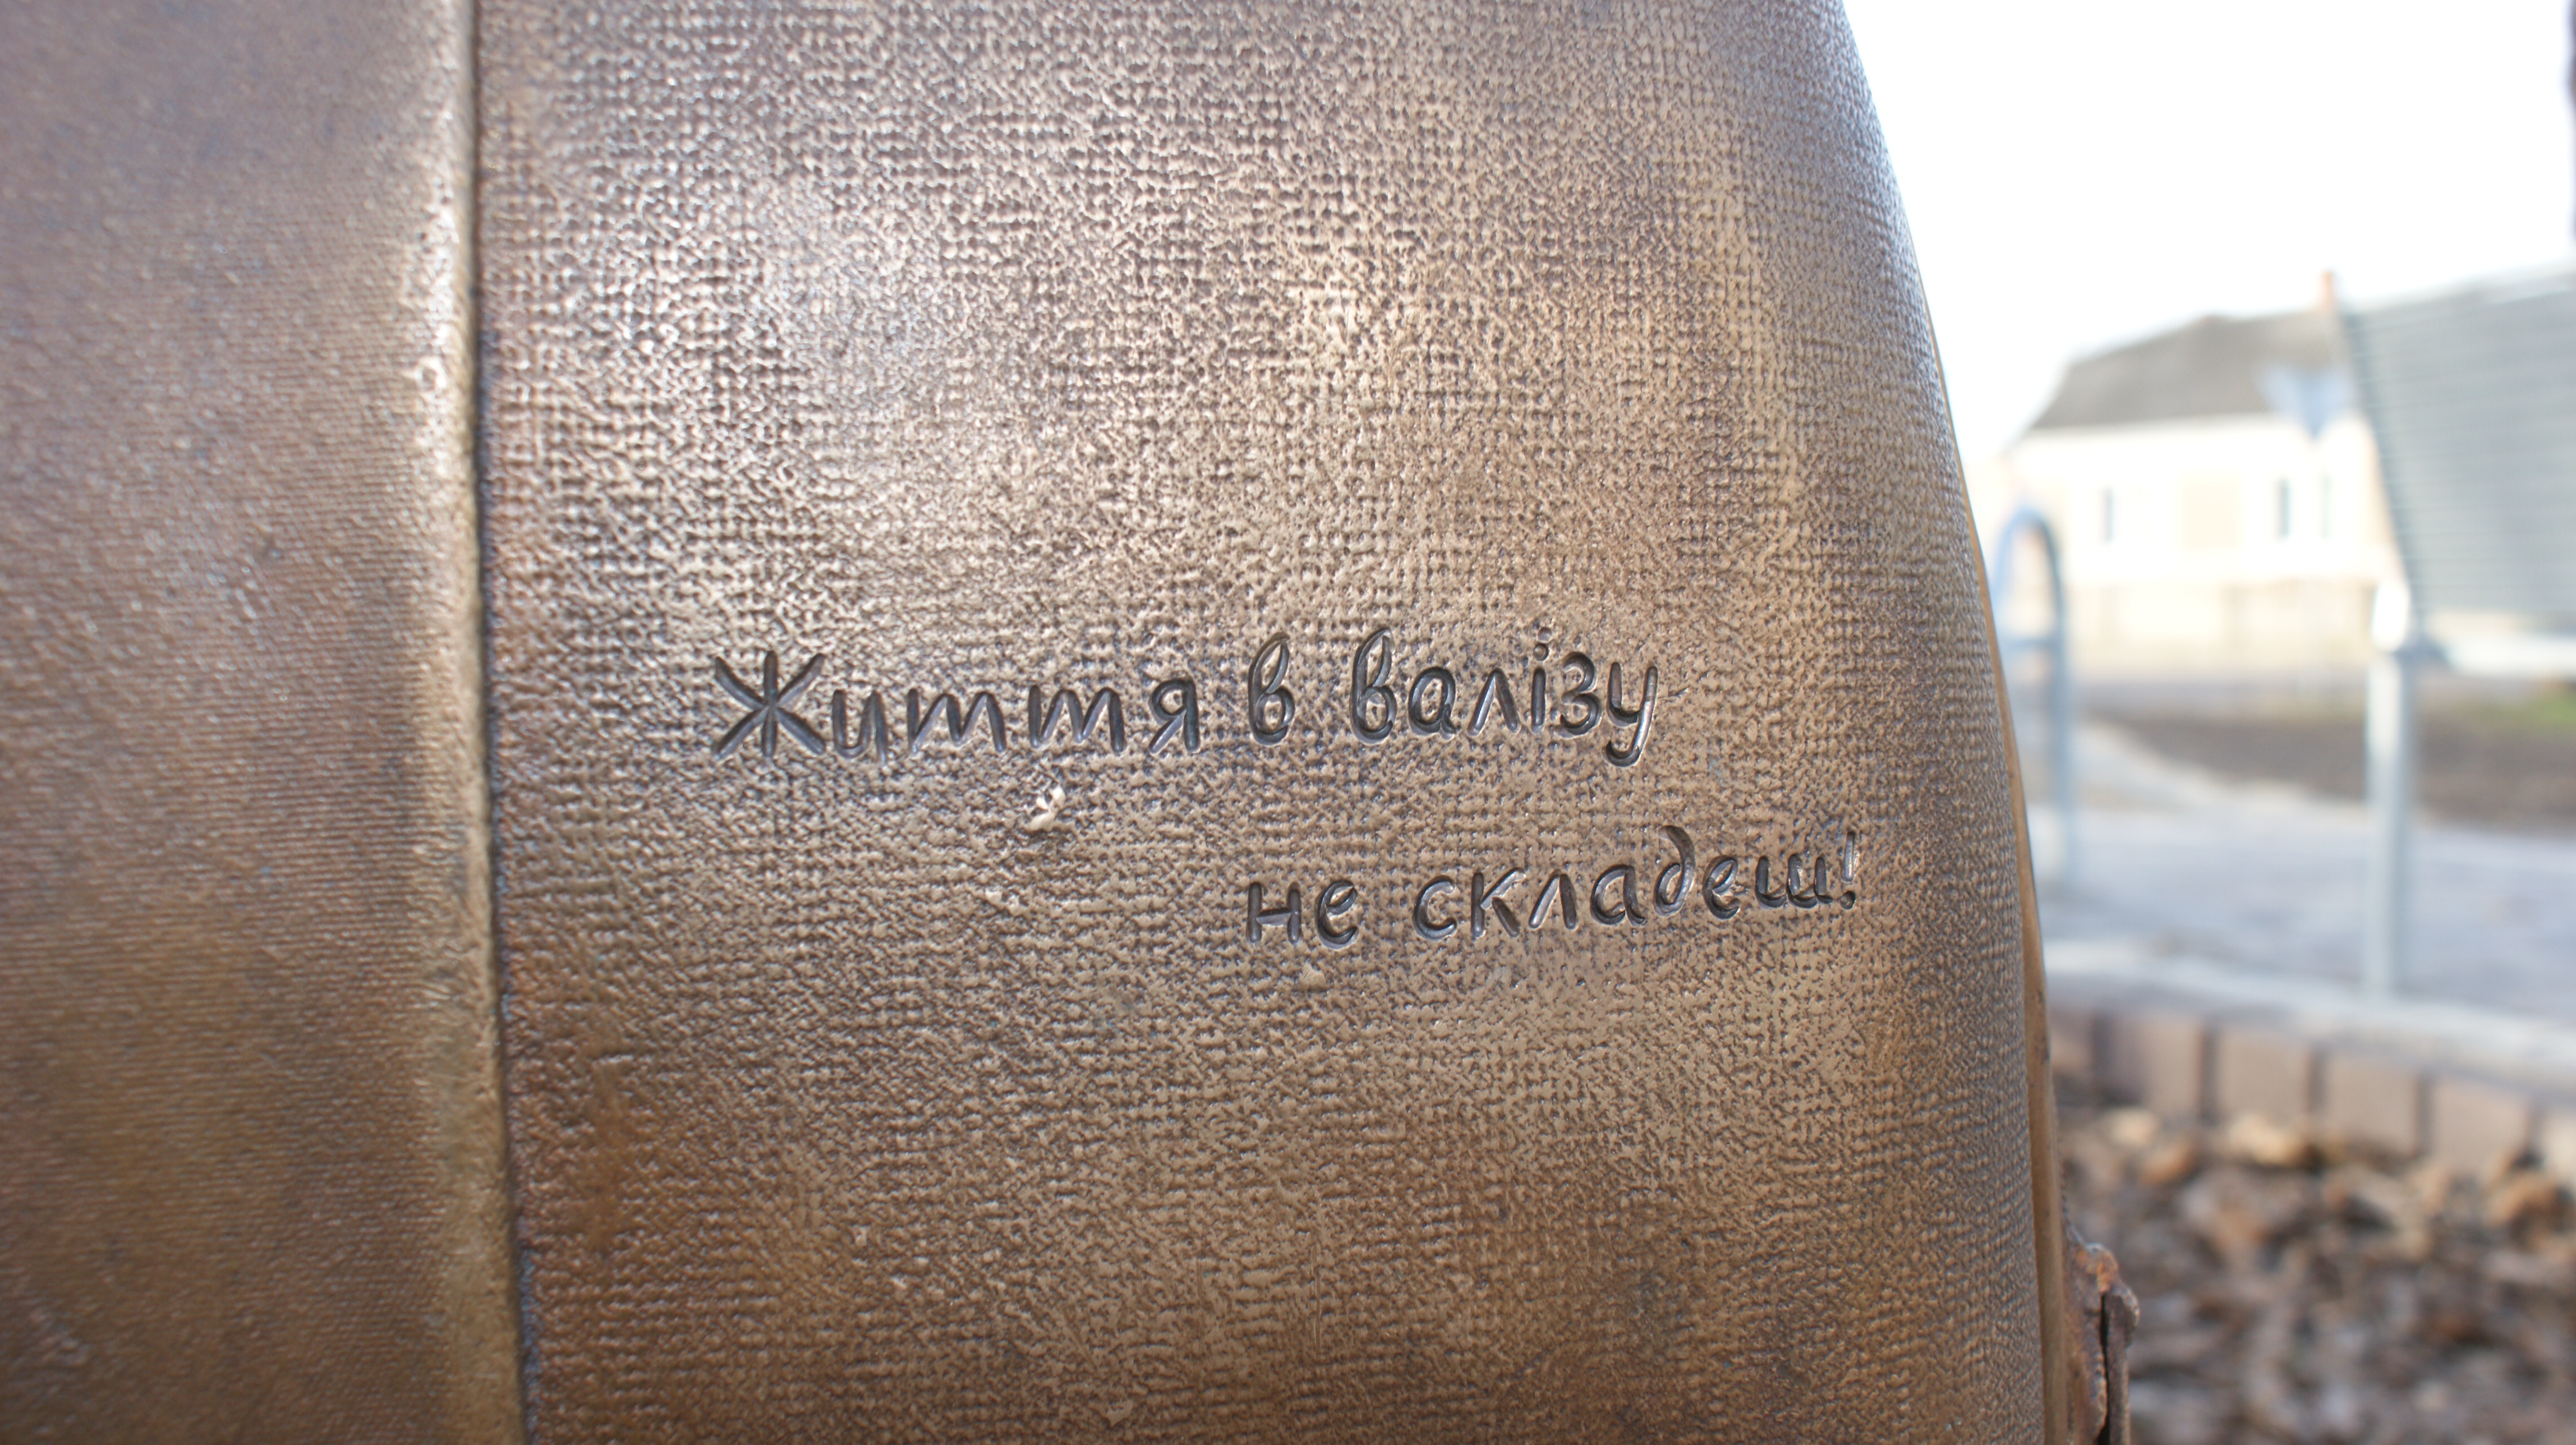 Життя в валізу
не складеш!